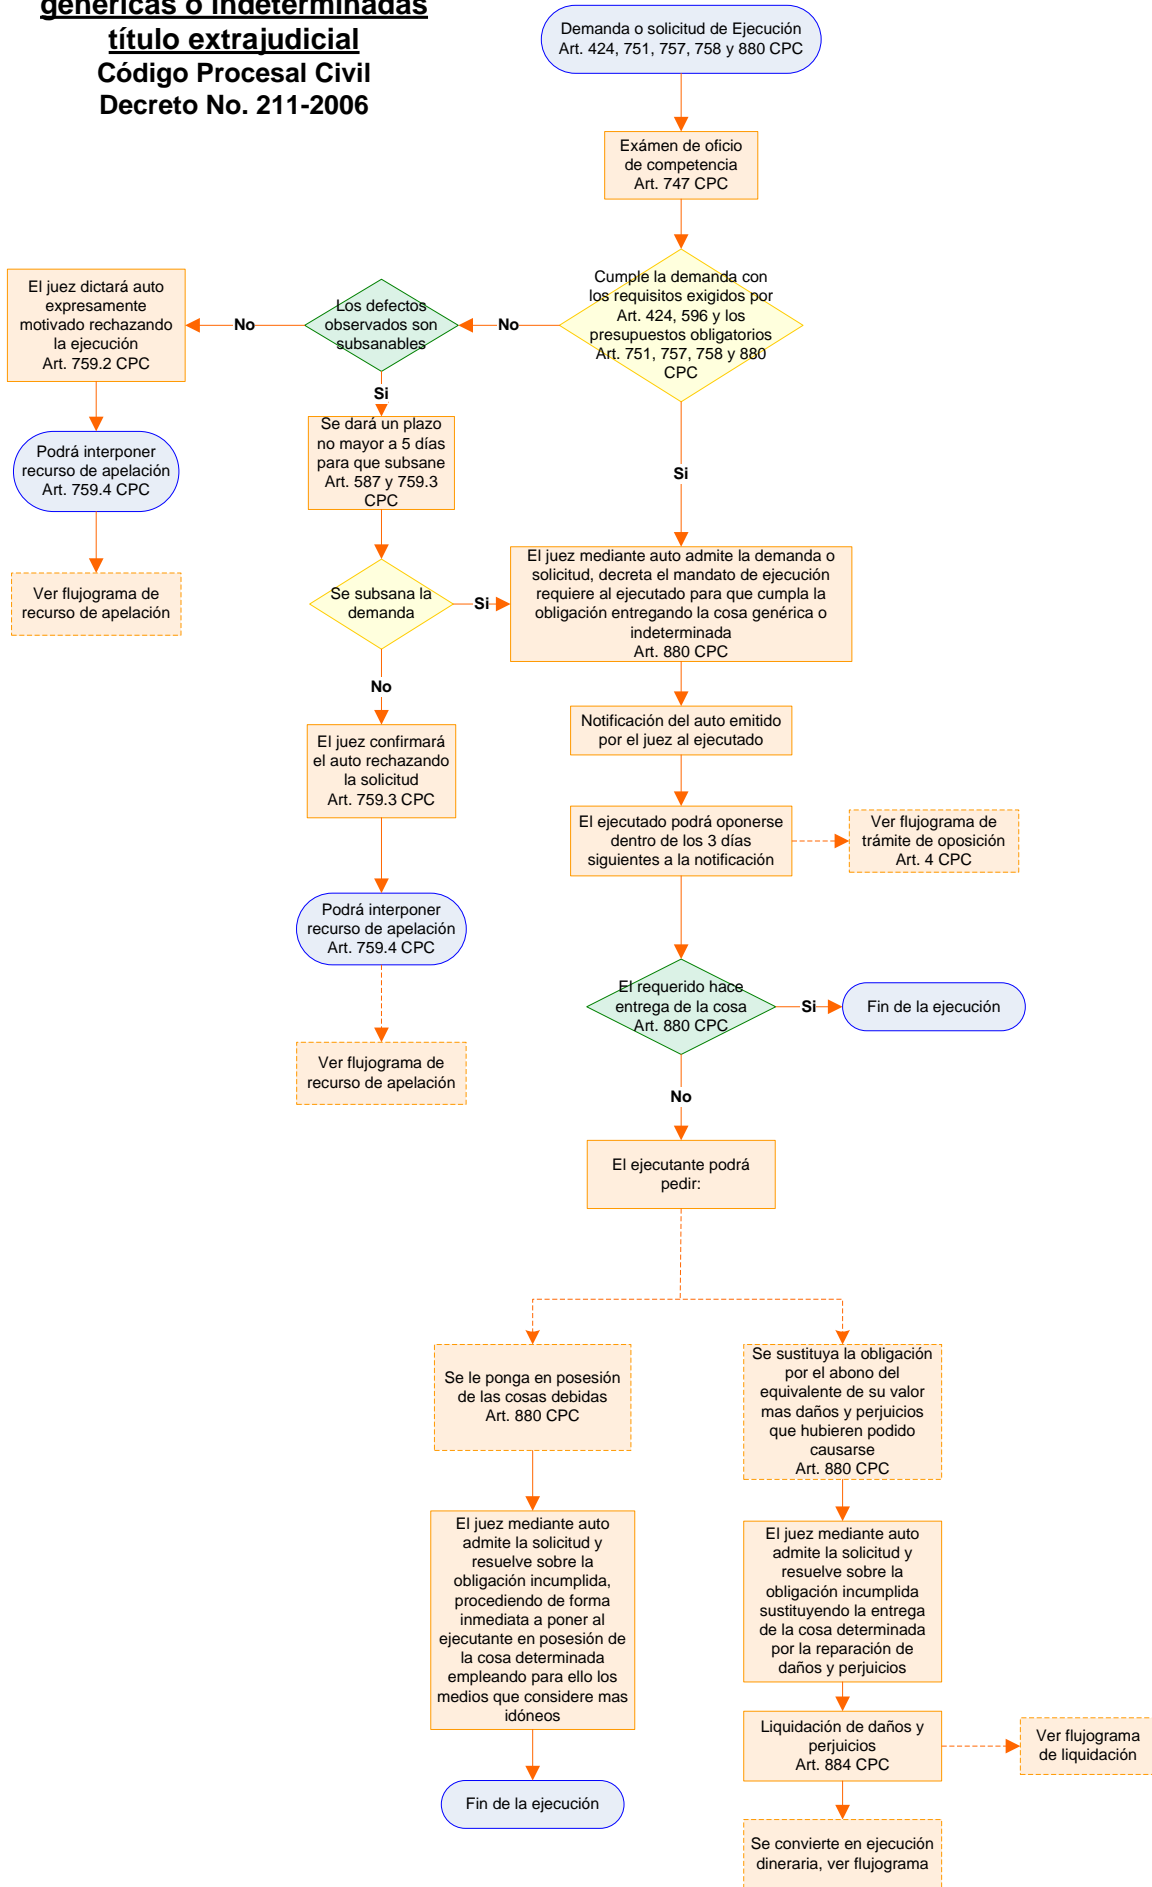 genéricas o indeterminadas
título extrajudicial
Código Procesal Civil
Decreto No. 211-2006
Demanda o solicitud de Ejecución
Art. 424, 751, 757, 758 y 880 CPC
Exámen de oficio
de competencia
Art. 747 CPC
Cumple la demanda con
los requisitos exigidos por
Art. 424, 596 y los
presupuestos obligatorios
Art. 751, 757, 758 y 880
CPC
No
Los defectos
observados son
subsanables
No
El juez dictará auto
expresamente
motivado rechazando
la ejecución
Art. 759.2 CPC
Podrá interponer
recurso de apelación
Art. 759.4 CPC
Ver flujograma de
recurso de apelación
Si
Se dará un plazo
no mayor a 5 días
para que subsane
Art. 587 y 759.3
CPC
Si
Se subsana la
demanda
Si
El juez mediante auto admite la demanda o
solicitud, decreta el mandato de ejecución
requiere al ejecutado para que cumpla la
obligación entregando la cosa genérica o
indeterminada
Art. 880 CPC
No
El juez confirmará
el auto rechazando
la solicitud
Art. 759.3 CPC
Podrá interponer
recurso de apelación
Art. 759.4 CPC
Ver flujograma de
recurso de apelación
Notificación del auto emitido
por el juez al ejecutado
El ejecutado podrá oponerse
dentro de los 3 días
siguientes a la notificación
Ver flujograma de
trámite de oposición
Art. 4 CPC
El requerido hace
entrega de la cosa
Art. 880 CPC
Si
Fin de la ejecución
No
El ejecutante podrá
pedir:
Se le ponga en posesión
de las cosas debidas
Art. 880 CPC
El juez mediante auto
admite la solicitud y
resuelve sobre la
obligación incumplida,
procediendo de forma
inmediata a poner al
ejecutante en posesión de
la cosa determinada
empleando para ello los
medios que considere mas
idóneos
Fin de la ejecución
Se sustituya la obligación
por el abono del
equivalente de su valor
mas daños y perjuicios
que hubieren podido
causarse
Art. 880 CPC
El juez mediante auto
admite la solicitud y
resuelve sobre la
obligación incumplida
sustituyendo la entrega
de la cosa determinada
por la reparación de
daños y perjuicios
Liquidación de daños y
perjuicios
Art. 884 CPC
Ver flujograma
de liquidación
Se convierte en ejecución
dineraria, ver flujograma